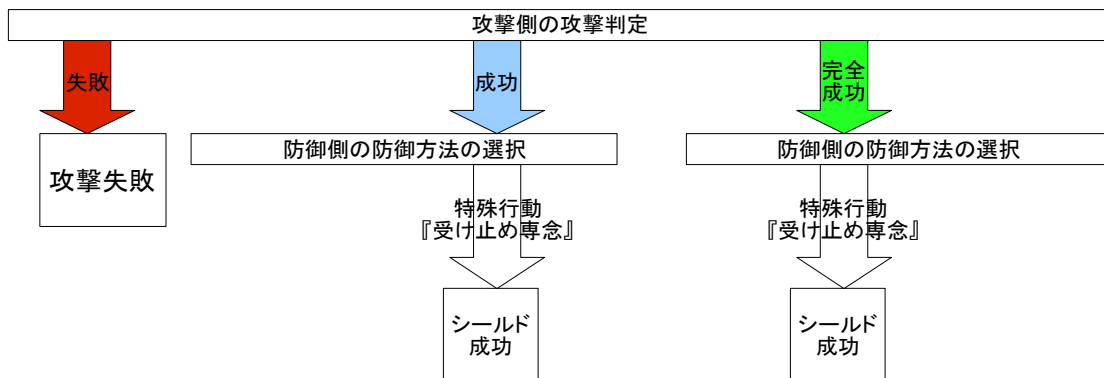 攻撃側の攻撃判定
失敗
成功
完全
成功
攻撃失敗
防御側の防御方法の選択
防御側の防御方法の選択
特殊行動
『受け止め専念』
特殊行動
『受け止め専念』
シールド
成功
シールド
成功